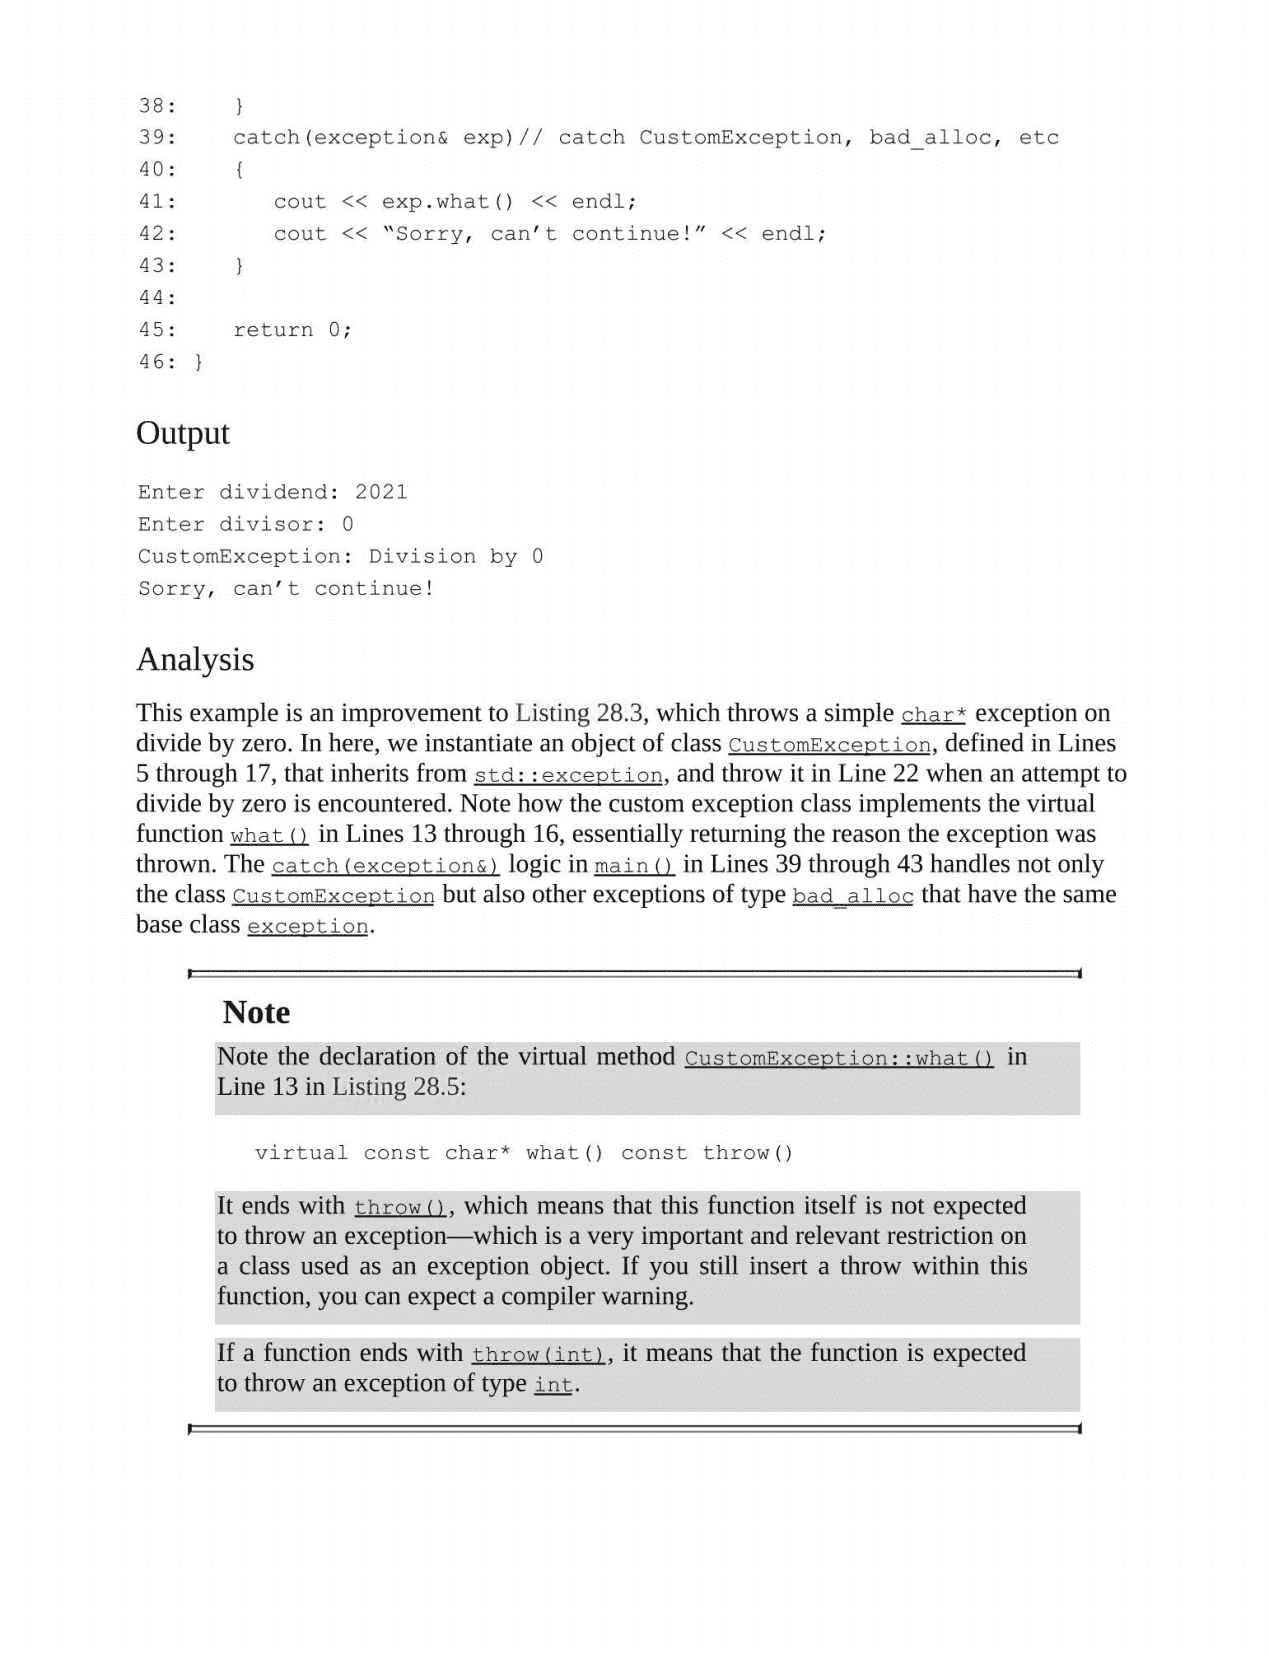 38:    }
39:    catch(exception& exp)// catch CustomException, bad_alloc, etc
40:    {
41:       cout << exp.what() << endl;
42:       cout << “Sorry, can’t continue!” << endl;
43:    }
44:
45:    return 0;
46: }
Output
Enter dividend: 2021
Enter divisor: 0
CustomException: Division by 0
Sorry, can’t continue!
Analysis
This example is an improvement to Listing 28.3, which throws a simple char* exception on
divide by zero. In here, we instantiate an object of class CustomException, defined in Lines
5 through 17, that inherits from std::exception, and throw it in Line 22 when an attempt to
divide by zero is encountered. Note how the custom exception class implements the virtual
function what() in Lines 13 through 16, essentially returning the reason the exception was
thrown. The catch(exception&) logic in main() in Lines 39 through 43 handles not only
the class CustomException but also other exceptions of type bad_alloc that have the same
base class exception.
Note
Note the declaration of the virtual method CustomException::what() in
Line 13 in Listing 28.5:
virtual const char* what() const throw()
It ends with throw(), which means that this function itself is not expected
to throw an exception—which is a very important and relevant restriction on
a class used as an exception object. If you still insert a throw within this
function, you can expect a compiler warning.
If a function ends with throw(int), it means that the function is expected
to throw an exception of type int.